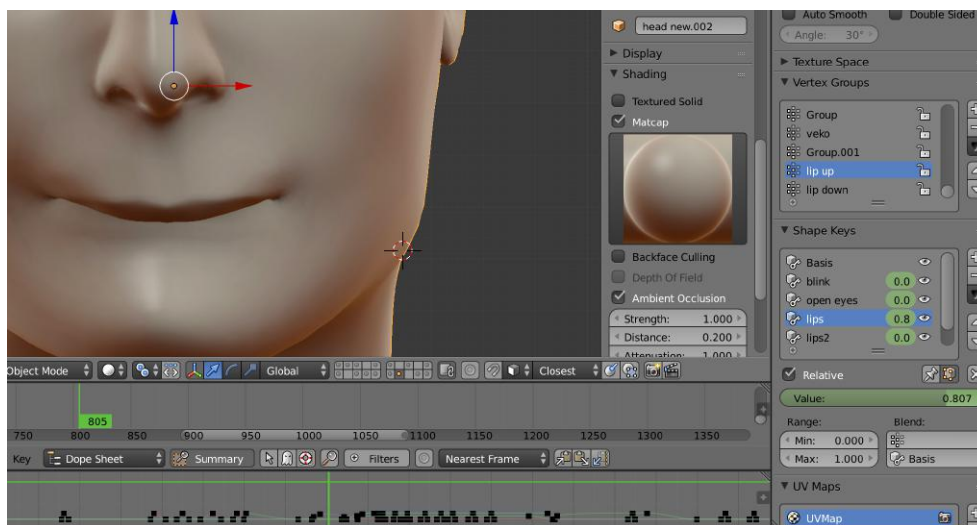 head new.002
Display
Shading
Textured Solid
Matcap
Backface Culling
Depth Of Field
Ambient Occlusion
Strength: 1.000
Distance: 0.200
Attenuation: 1.000
Auto Smooth Double Sided
Angle: 30°
Texture Space
Vertex Groups
Group
veko
Group.001
lip up
lip down
Shape Keys
Basis
blink 0.0
open eyes 0.0
lips 0.8
lips2 0.0
Relative
Value: 0.807
Range: Blend:
Min: 0.000
Max: 1.000 Basis
UV Maps
UVMap
Object Mode Global Closest
805
750 800 850 900 950 1000 1050 1100 1150 1200 1250 1300 1350
Key Dope Sheet Summary Filters Nearest Frame